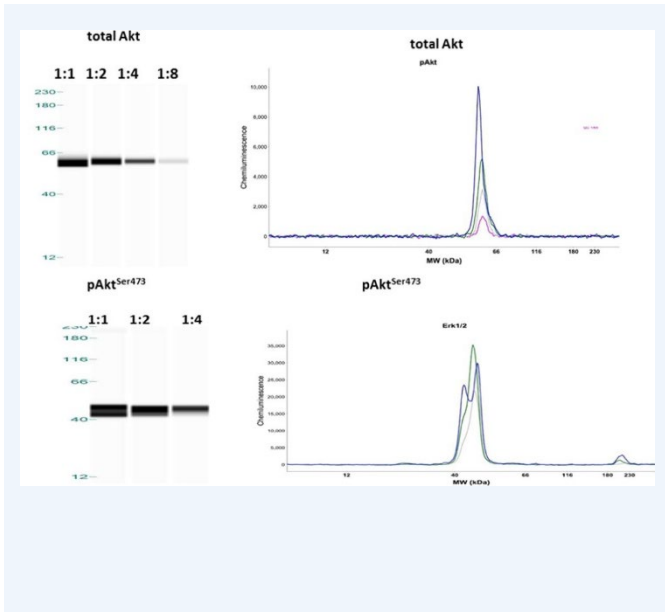 total Akt
1:1 1:2 1:4 1:8
230
180
116
66
40
12
total Akt
pAkt
Chemiluminescence
10,000
8,000
6,000
4,000
2,000
0
12 40 66 116 180 230
MW (kDa)
pAktSer473
1:1 1:2 1:4
180
116
66
40
12
pAktSer473
Erk1/2
Chemiluminescence
35,000
30,000
25,000
20,000
15,000
10,000
5,000
0
12 40 66 116 180 230
MW (kDa)